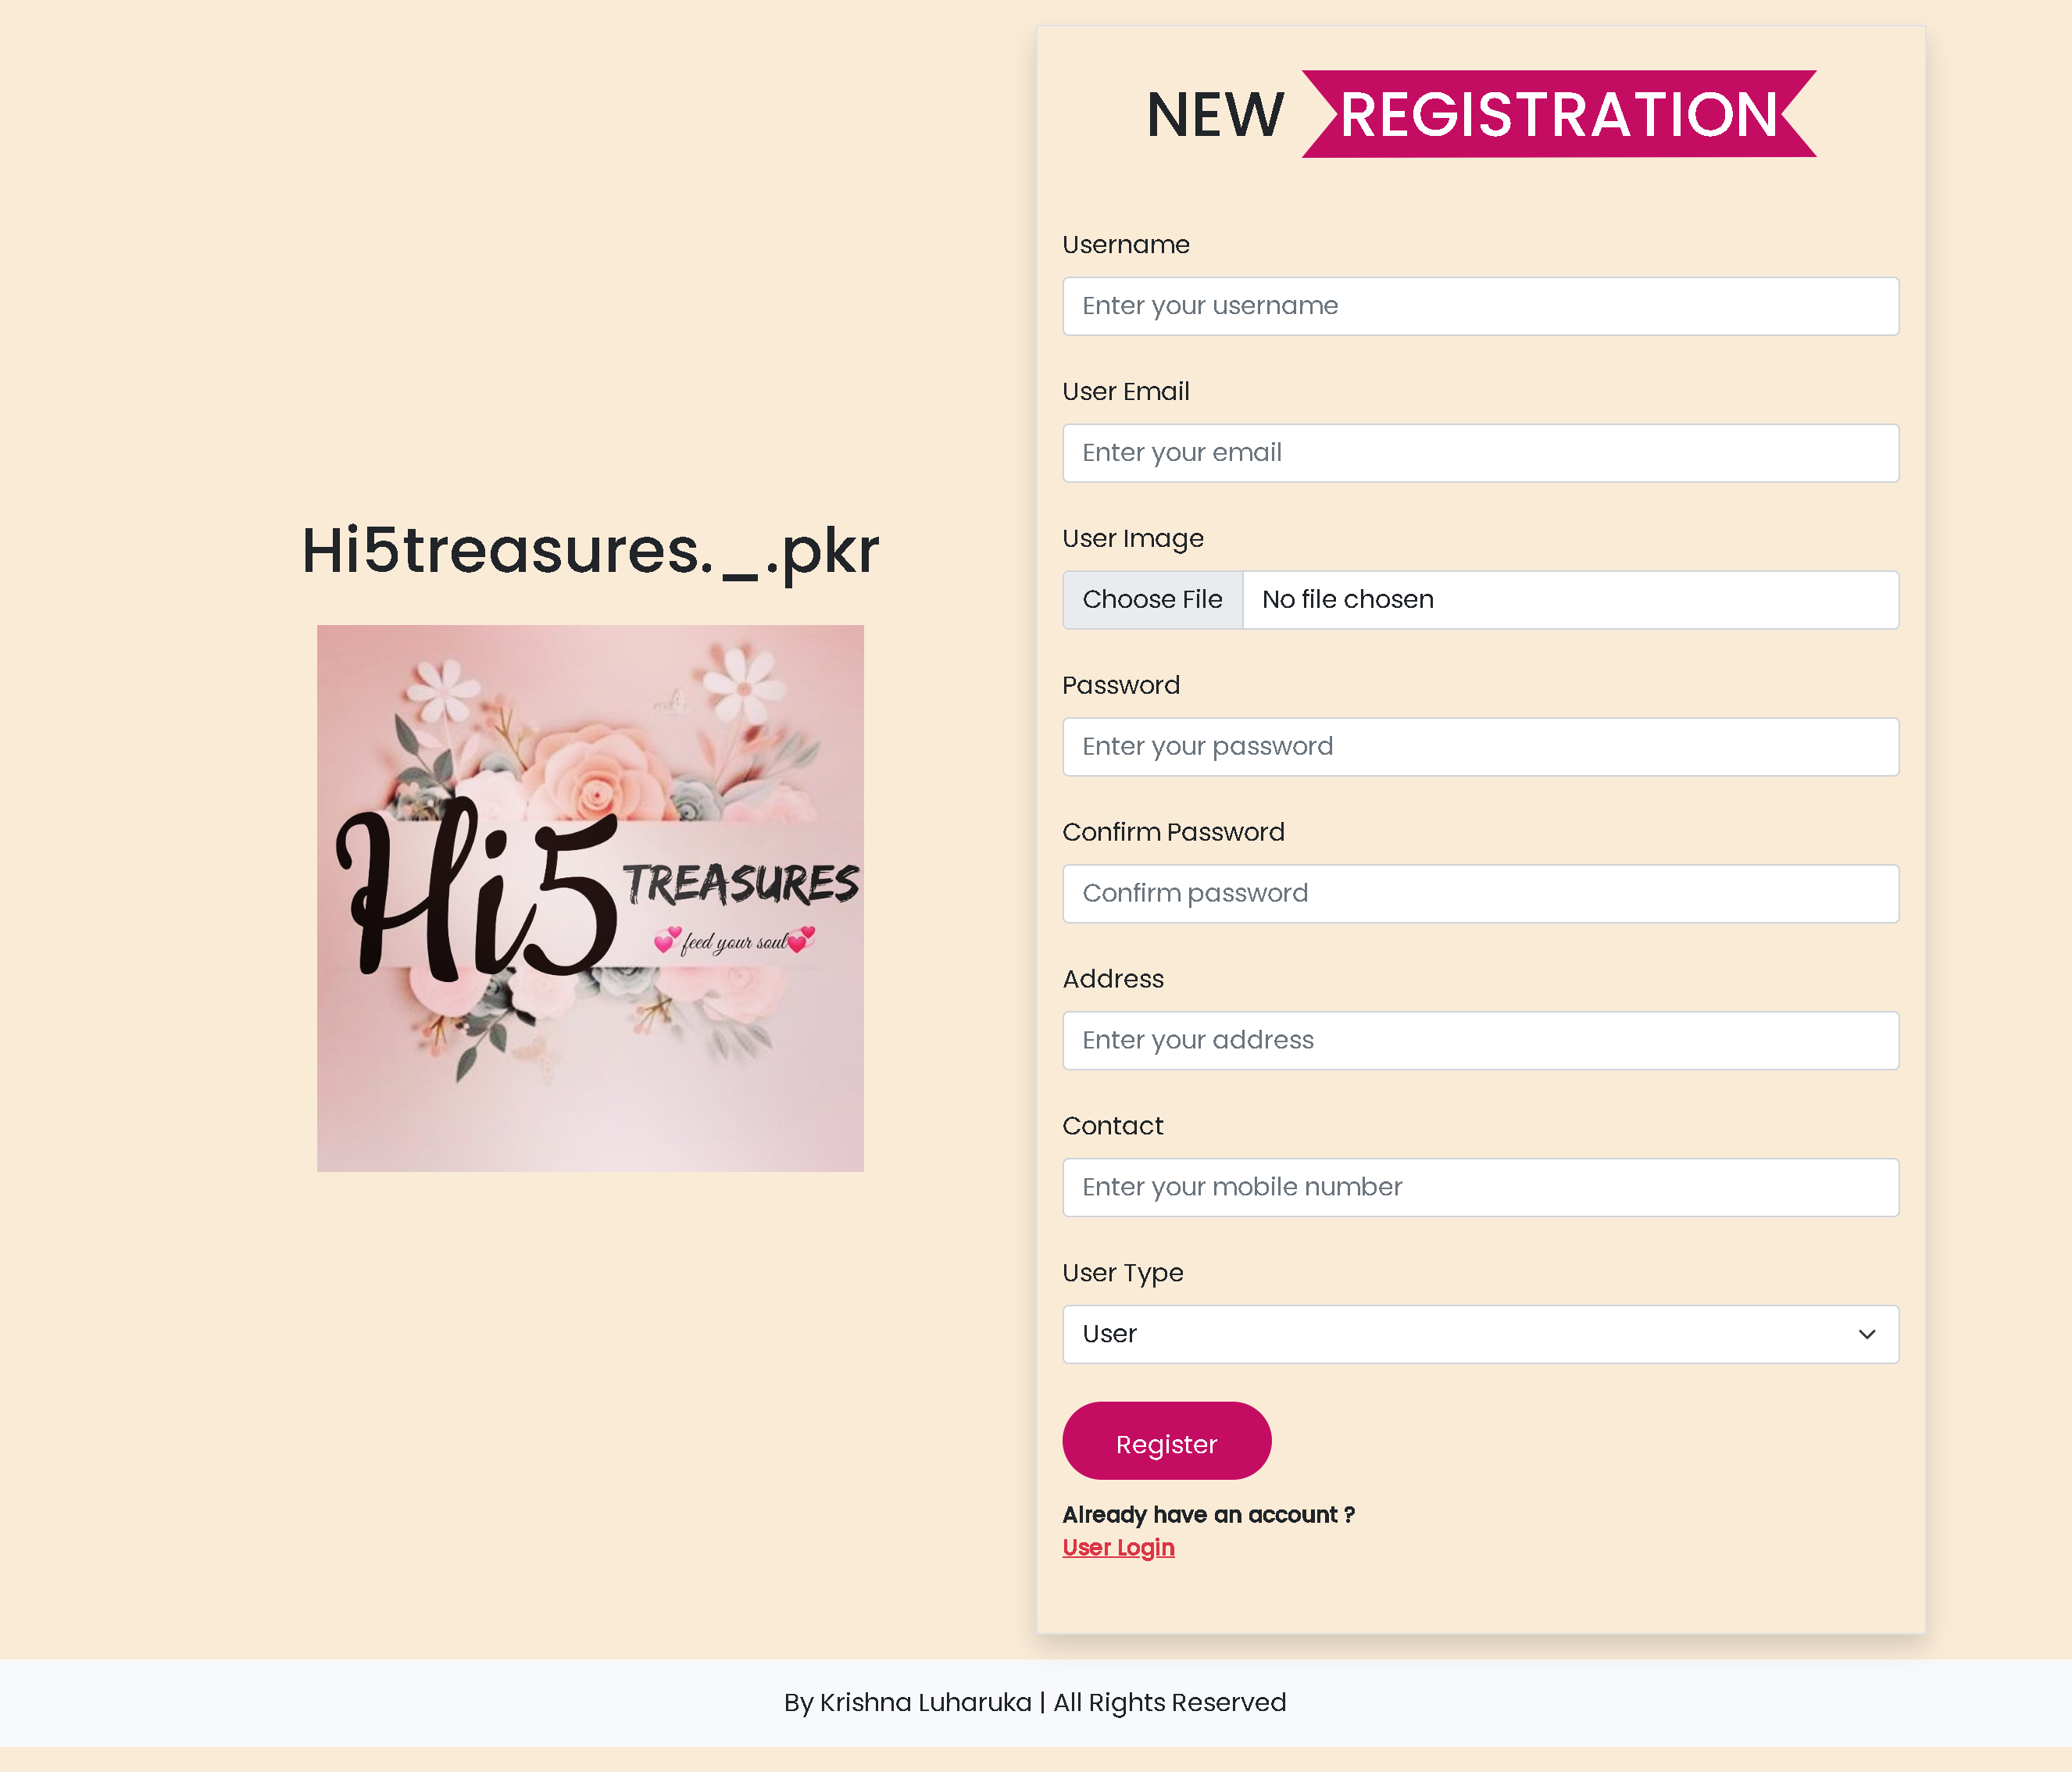 Hi5treasures._.pkr
Hi5 TREASURES
💕feed your soul💞
NEW REGISTRATION
Username
Enter your username
User Email
Enter your email
User Image
Choose File No file chosen
Password
Enter your password
Confirm Password
Confirm password
Address
Enter your address
Contact
Enter your mobile number
User Type
User
Register
Already have an account ?
User Login
By Krishna Luharuka | All Rights Reserved